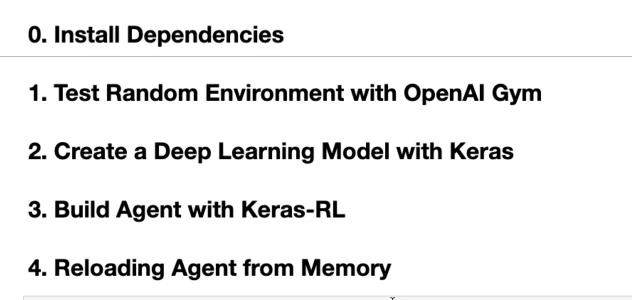 0. Install Dependencies
1. Test Random Environment with OpenAI Gym
2. Create a Deep Learning Model with Keras
3. Build Agent with Keras-RL
4. Reloading Agent from Memory